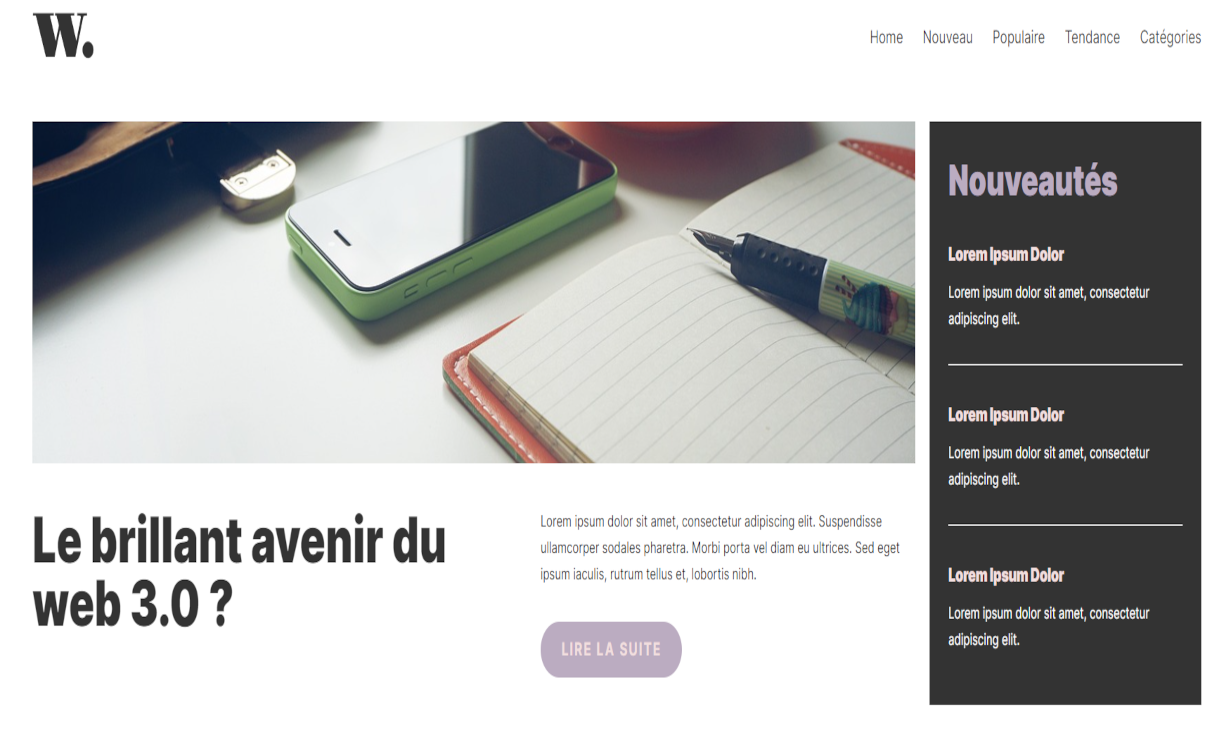 W.
Home Nouveau Populaire Tendance Catégories
Le brillant avenir du
web 3.0 ?
Lorem ipsum dolor sit amet, consectetur adipiscing elit. Suspendisse
ullamcorper sodales pharetra. Morbi porta vel diam eu ultrices. Sed eget
ipsum iaculis, rutrum tellus et, lobortis nibh.
LIRE LA SUITE
Nouveautés
Lorem Ipsum Dolor
Lorem ipsum dolor sit amet, consectetur
adipiscing elit.
Lorem Ipsum Dolor
Lorem ipsum dolor sit amet, consectetur
adipiscing elit.
Lorem Ipsum Dolor
Lorem ipsum dolor sit amet, consectetur
adipiscing elit.